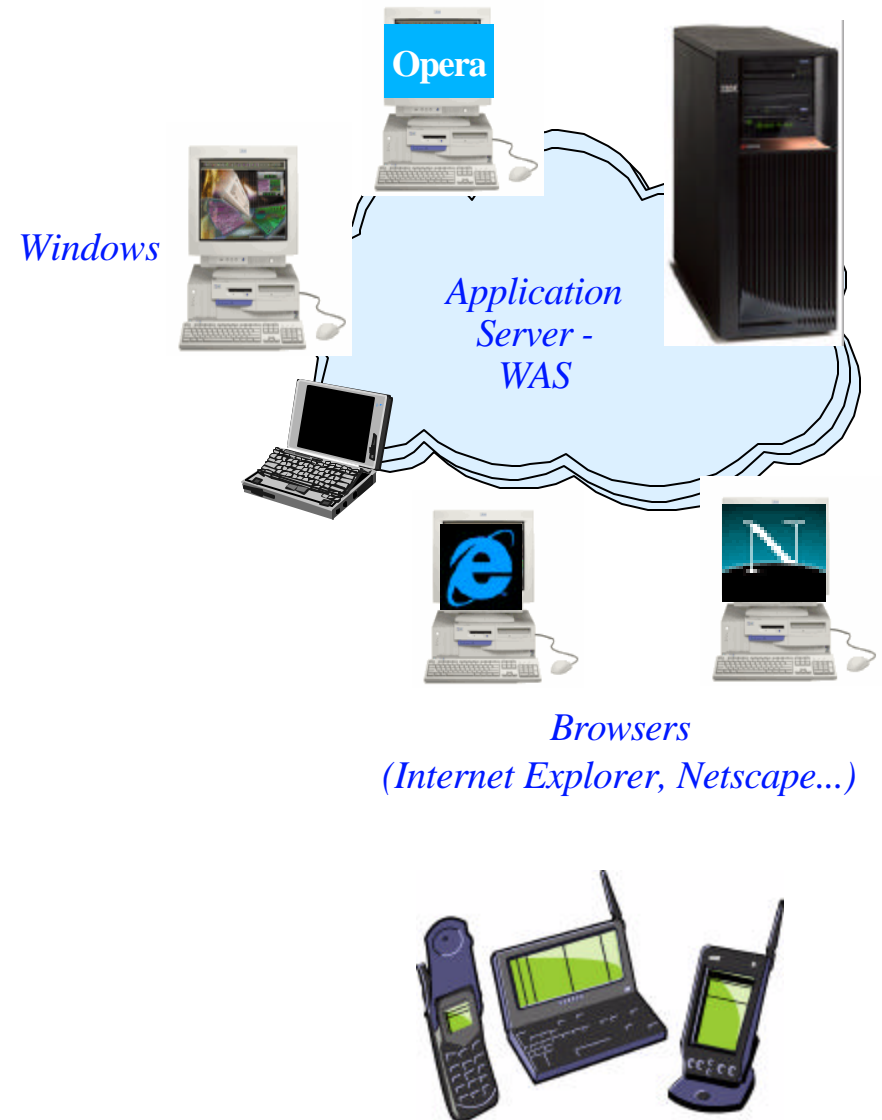 Opera
Windows
Application
Server -
WAS
Browsers
(Internet Explorer, Netscape...)